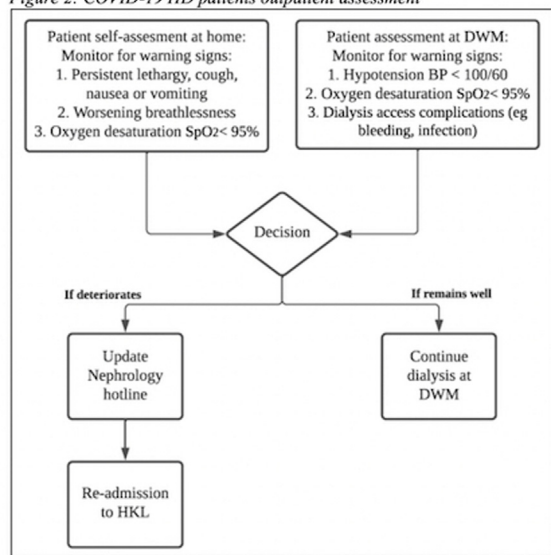 Figure 2: COVID-19 HD patients outpatient assessment
Patient self-assesment at home:
Monitor for warning signs:
1. Persistent lethargy, cough,
nausea or vomiting
2. Worsening breathlessness
3. Oxygen desaturation SpO2< 95%
Patient assessment at DWM:
Monitor for warning signs:
1. Hypotension BP < 100/60
2. Oxygen desaturation SpO2< 95%
3. Dialysis access complications (eg
bleeding, infection)
Decision
If deteriorates
If remains well
Update
Nephrology
hotline
Continue
dialysis at
DWM
Re-admission
to HKL